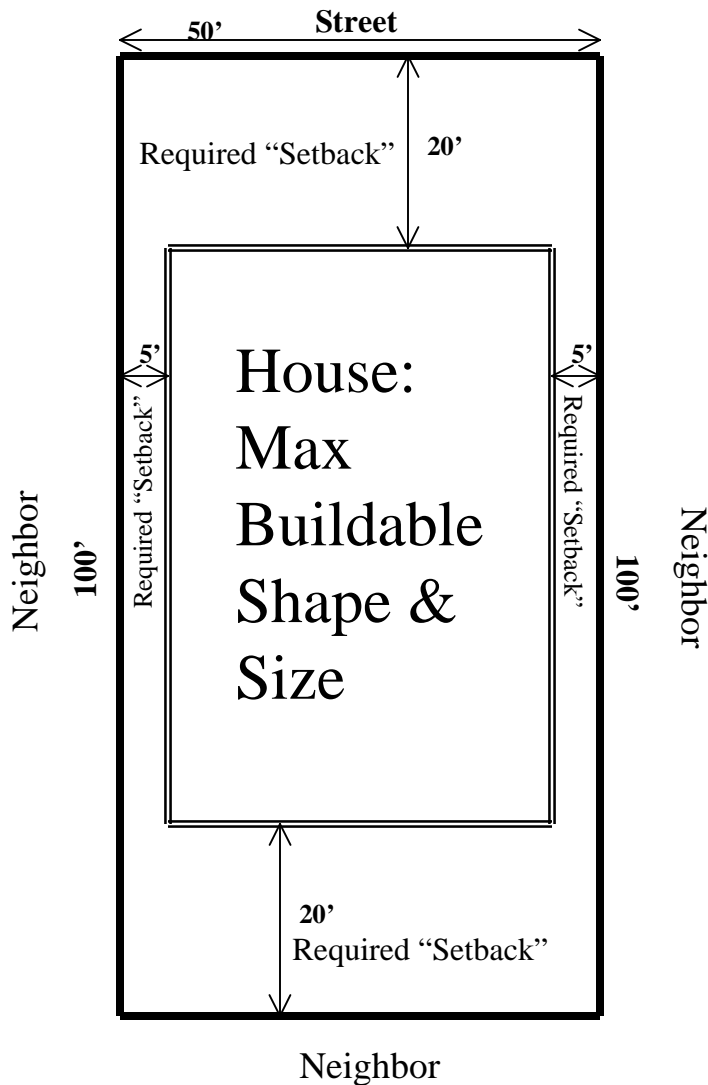 50’
Street
Required “Setback”
20’
5’
5’
House:
Max
Buildable
Shape &
Size
Required “Setback”
Required “Setback”
Neighbor
100’
100’
Neighbor
20’
Required “Setback”
Neighbor